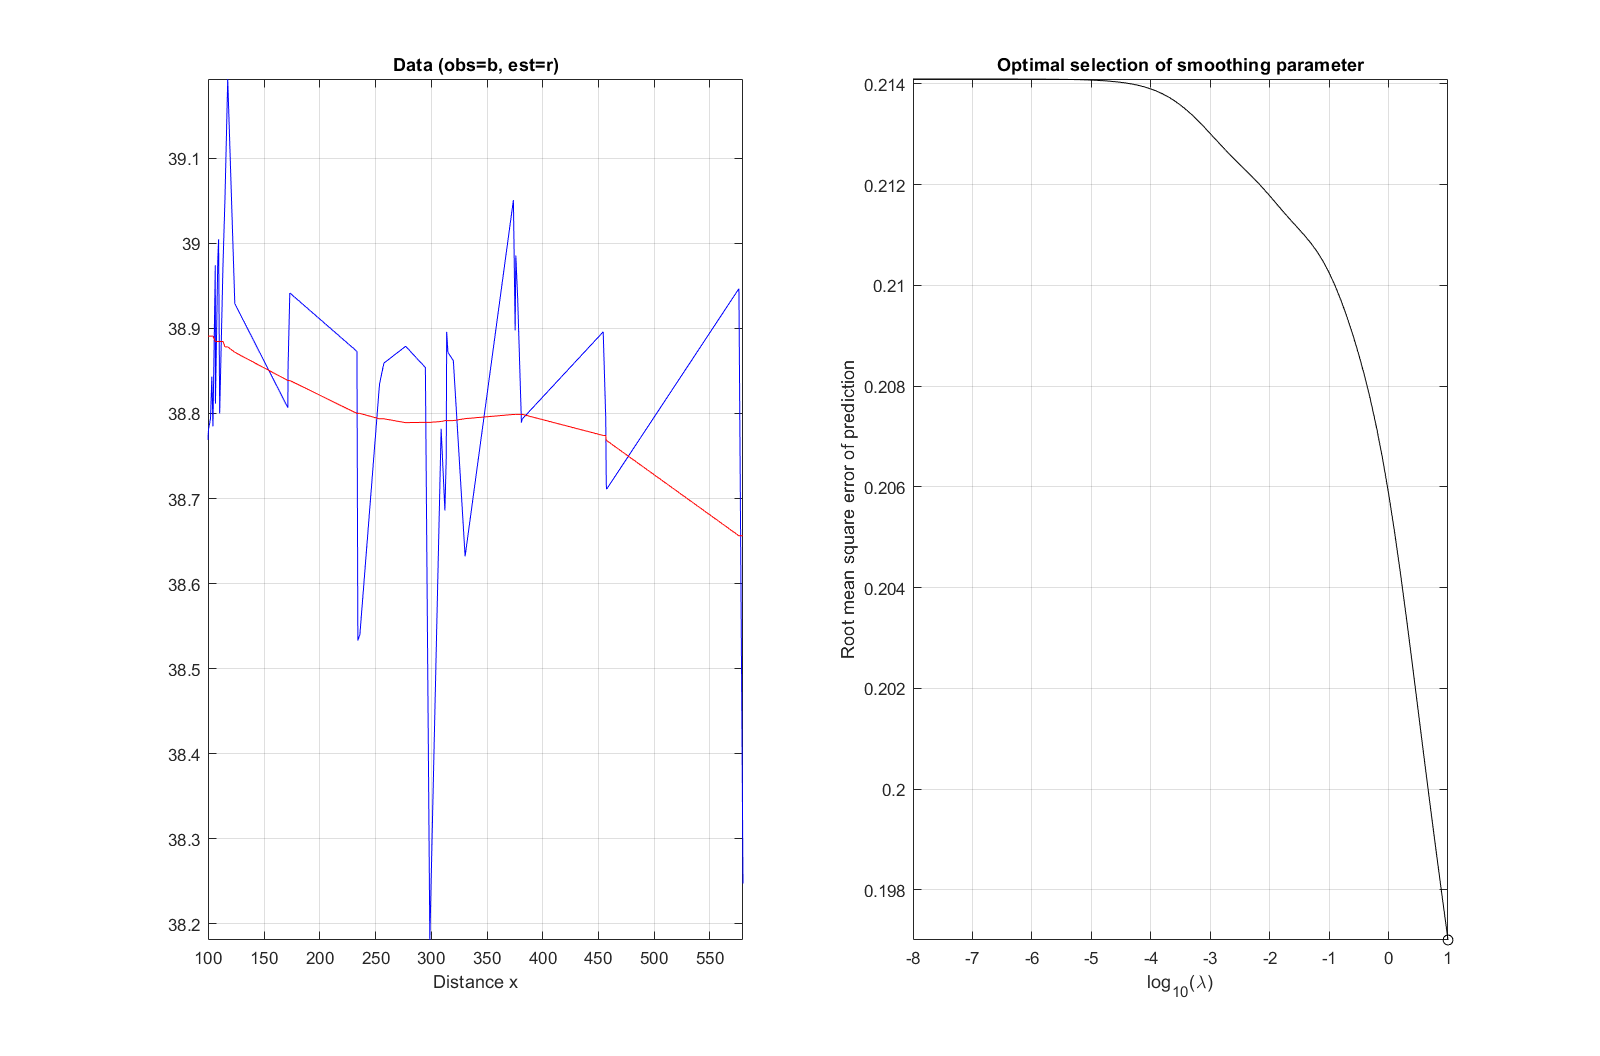 Data (obs=b, est=r)
39.1
39
38.9
38.8
38.7
38.6
38.5
38.4
38.3
38.2
100 150 200 250 300 350 400 450 500 550
Distance x
Optimal selection of smoothing parameter
Root mean square error of prediction
0.214
0.212
0.21
0.208
0.206
0.204
0.202
0.2
0.198
-8 -7 -6 -5 -4 -3 -2 -1 0 1
log10(λ)